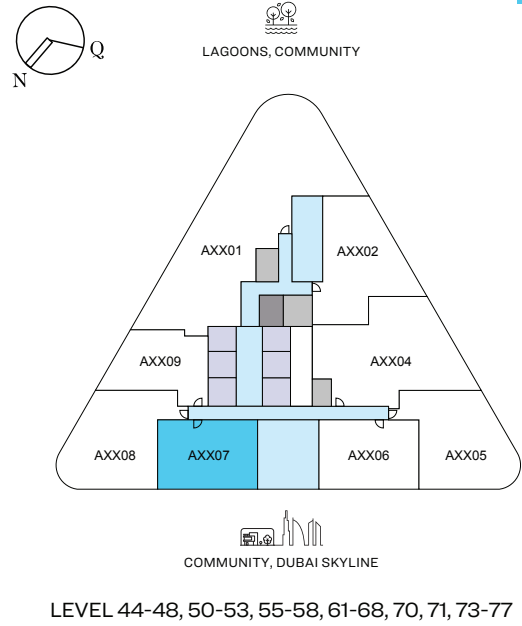 Q
N
LAGOONS, COMMUNITY
AXX01
AXX02
AXX09
AXX04
AXX08
AXX07
AXX06
AXX05
COMMUNITY, DUBAI SKYLINE
LEVEL 44-48, 50-53, 55-58, 61-68, 70, 71, 73-77